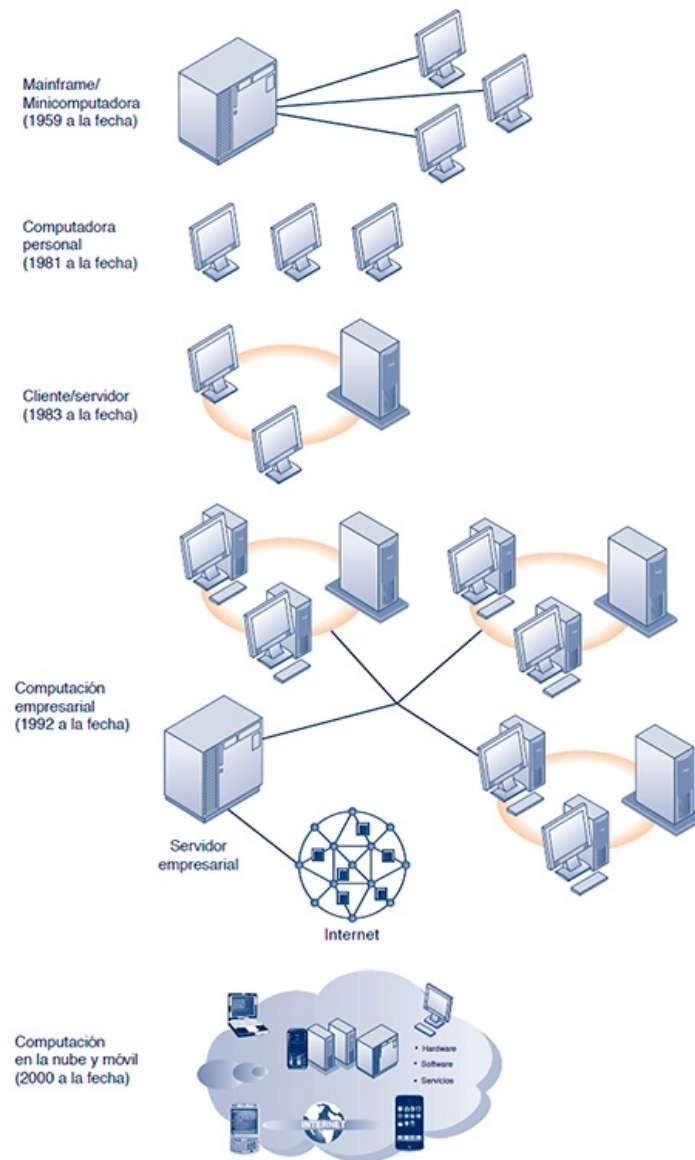 Mainframe/
Minicomputadora
(1959 a la fecha)
Computadora
personal
(1981 a la fecha)
Cliente/servidor
(1983 a la fecha)
Computación
empresarial
(1992 a la fecha)
Servidor
empresarial
Internet
Computación
en la nube y móvil
(2000 a la fecha)
• Hardware
• Software
• Servicios
INTERNET